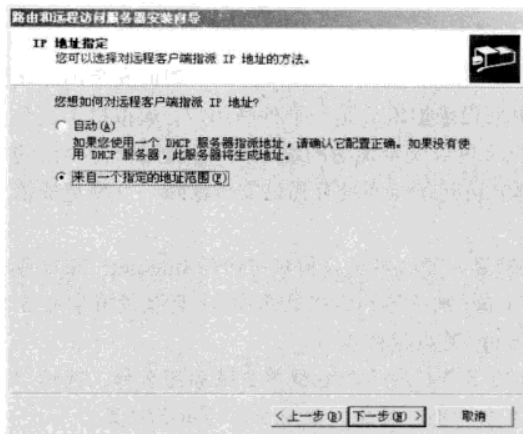 路由和远程访问服务器安装向导
IP 地址指定
您可以选择对远程客户端指派 IP 地址的方法。
您想如何对远程客户端指派 IP 地址?
自动(A)
如果您使用一个 DHCP 服务器指派地址，请确认它配置正确。如果没有使
用 DHCP 服务器，此服务器将生成地址。
来自一个指定的地址范围(F)
<上一步(B) 下一步(N) > 取消